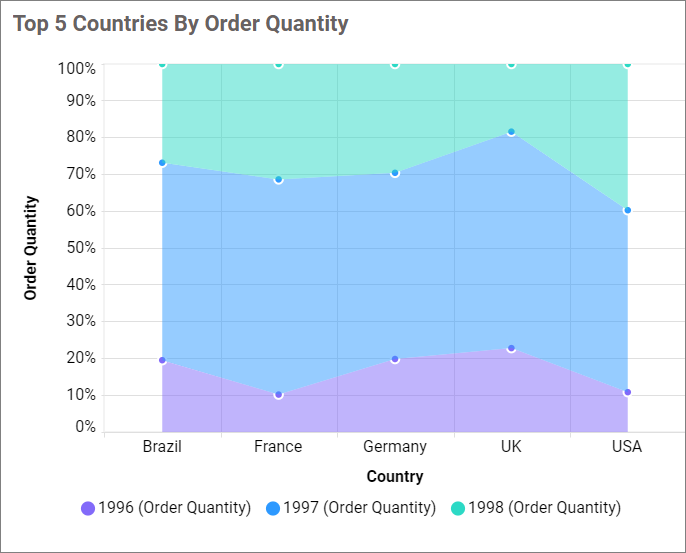 Top 5 Countries By Order Quantity
100%
90%
80%
70%
60%
50%
40%
30%
20%
10%
0%
Order Quantity
Brazil France Germany UK USA
Country
1996 (Order Quantity) 1997 (Order Quantity) 1998 (Order Quantity)